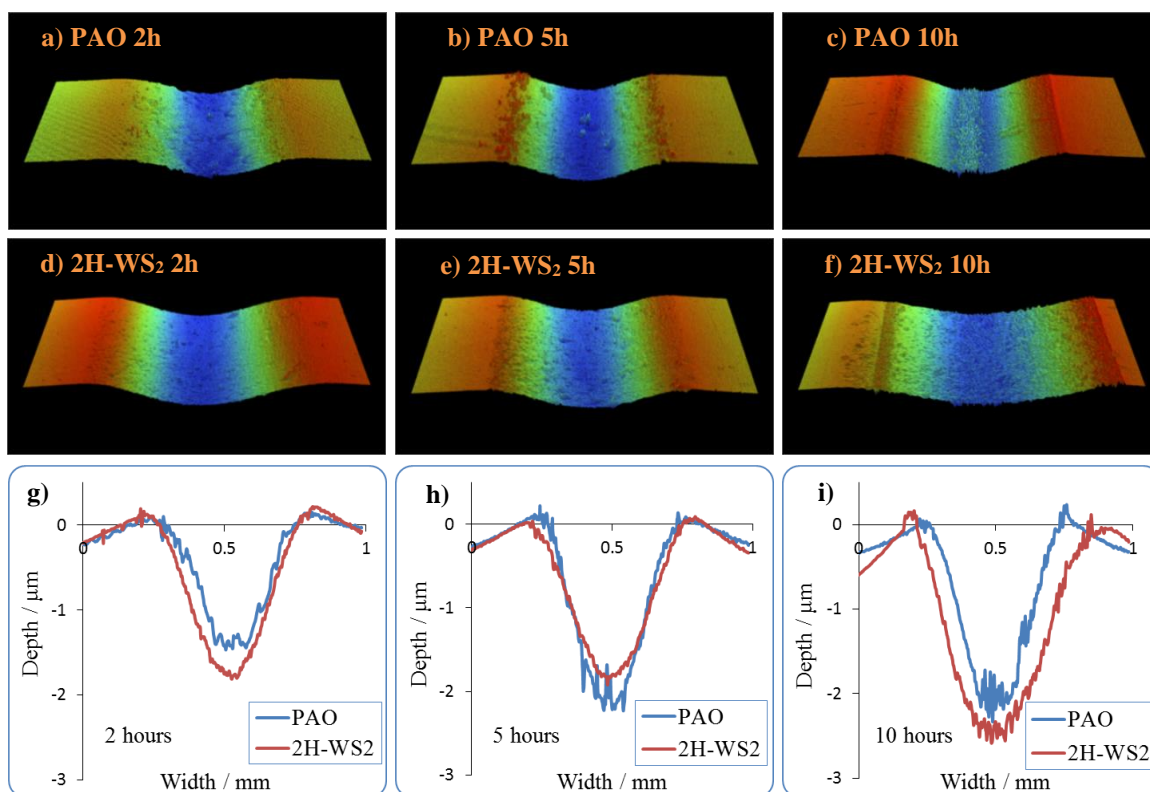 a) PAO 2h
b) PAO 5h
c) PAO 10h
d) 2H-WS₂ 2h
e) 2H-WS₂ 5h
f) 2H-WS₂ 10h
g)
0
-1
-2
-3
0
0.5
1
Depth / μm
Width / mm
2 hours
PAO
2H-WS2
h)
0
-1
-2
-3
0
0.5
1
Depth / μm
Width / mm
5 hours
PAO
2H-WS2
i)
0
-1
-2
-3
0
0.5
1
Depth / μm
Width / mm
10 hours
PAO
2H-WS2